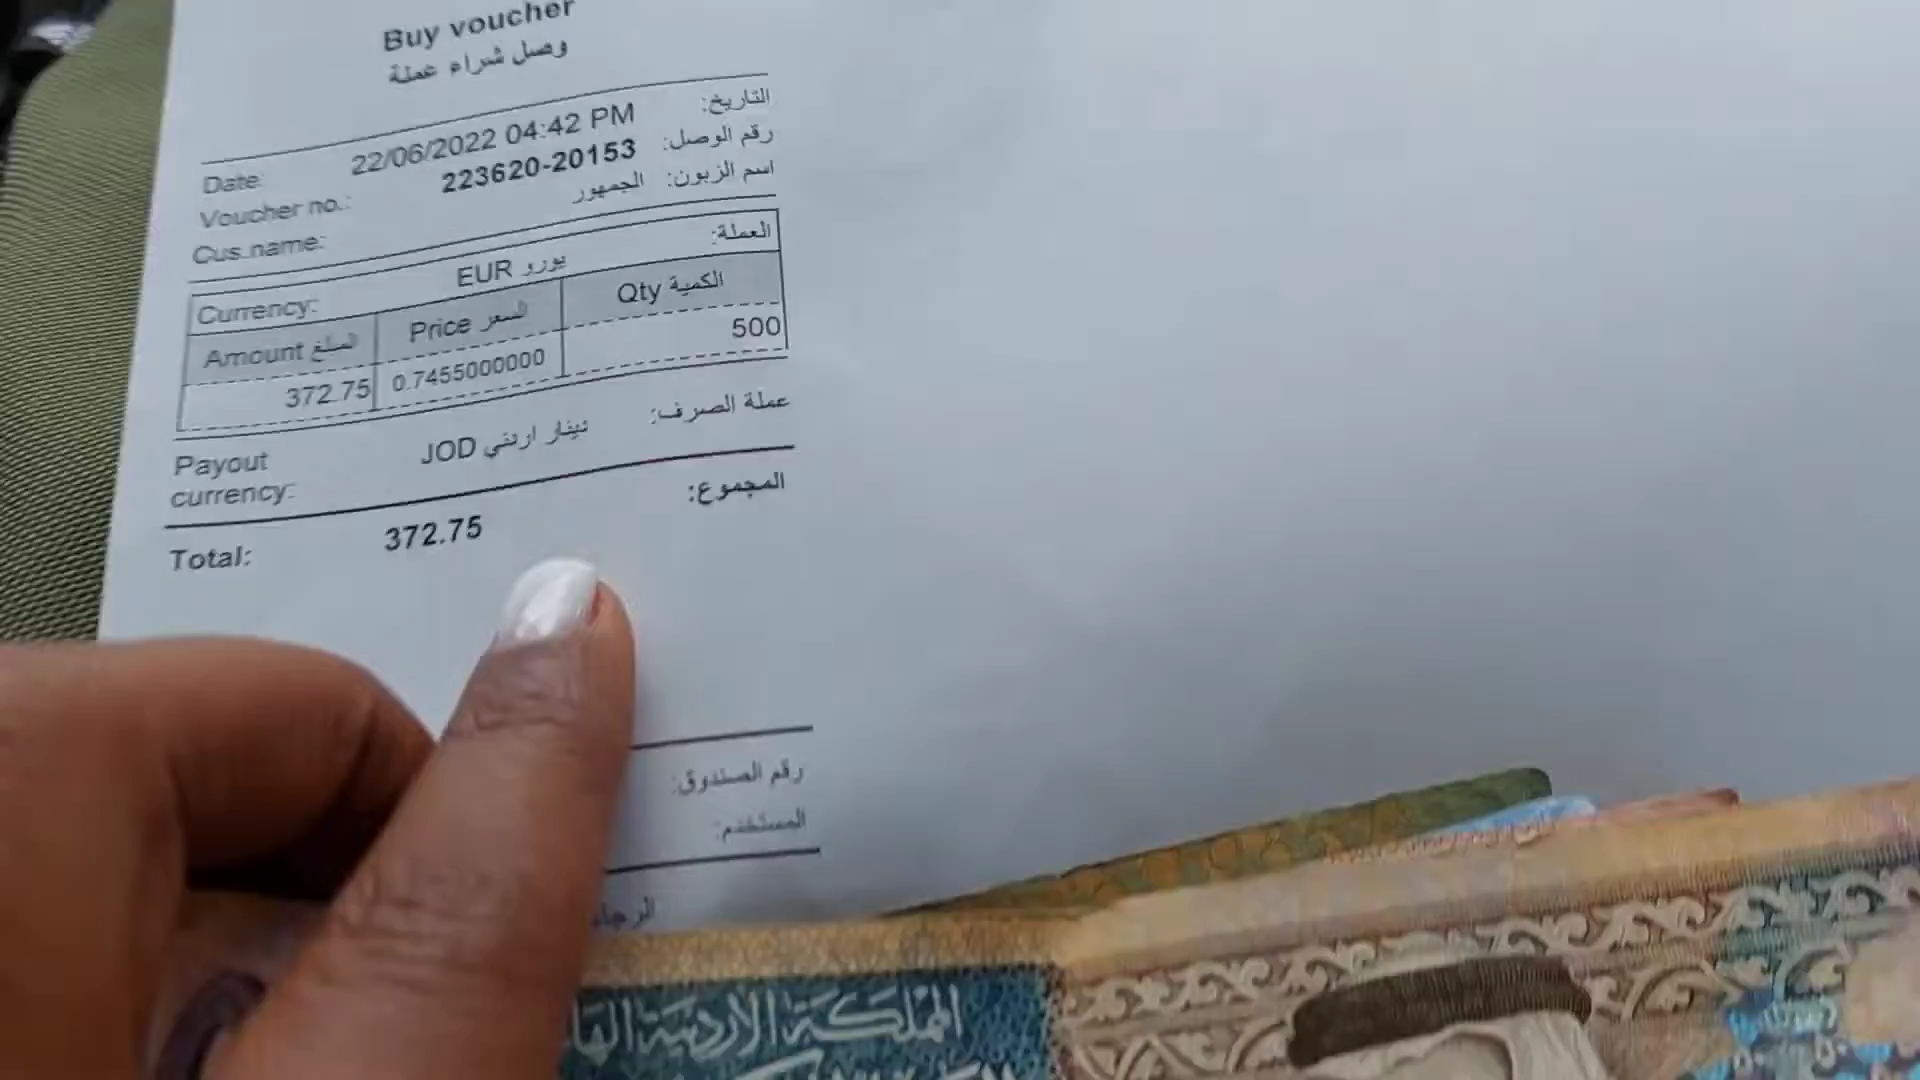 Buy voucher
وصل شراء عملة
Date: 22/06/2022 04:42 PM التاريخ:
Voucher no.: 223620-20153 رقم الوصل:
Cus.name: الجمهور اسم الزبون:
Currency: EUR يورو العملة:
Amount المبلغ Price السعر Qty الكمية
372.75 0.7455000000 500
Payout currency: JOD دينار اردني عملة الصرف:
Total: 372.75 المجموع:
رقم الصندوق:
المستخدم:
المملكة الاردنية